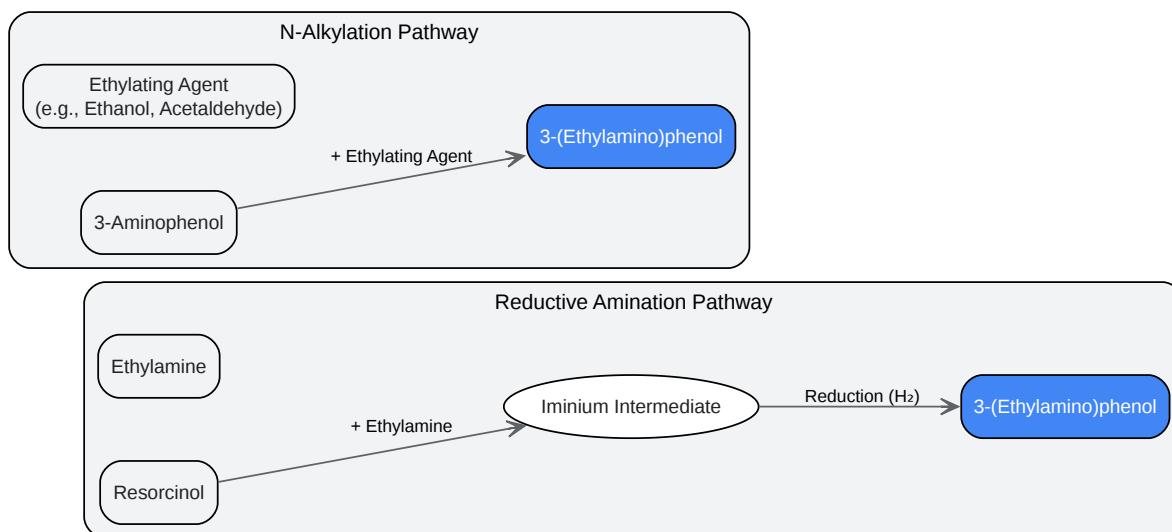 N-Alkylation Pathway
Ethylating Agent
(e.g., Ethanol, Acetaldehyde)
3-(Ethylamino)phenol
+ Ethylating Agent
3-Aminophenol
Reductive Amination Pathway
Ethylamine
Iminium Intermediate
Reduction (H₂)
3-(Ethylamino)phenol
+ Ethylamine
Resorcinol